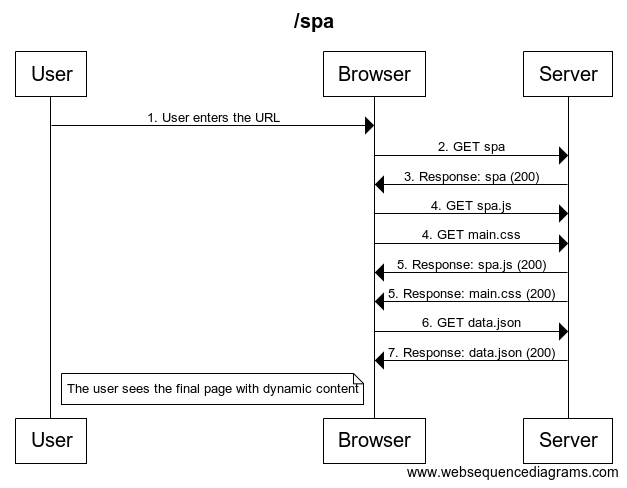 /spa
User Browser Server
1. User enters the URL
2. GET spa
3. Response: spa (200)
4. GET spa.js
4. GET main.css
5. Response: spa.js (200)
5. Response: main.css (200)
6. GET data.json
7. Response: data.json (200)
The user sees the final page with dynamic content
User Browser Server
www.websequencediagrams.com